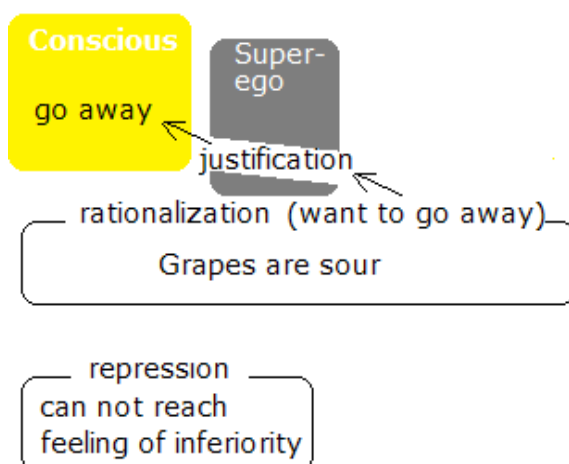 Conscious
Super-
ego
go away
justification
rationalization (want to go away)
Grapes are sour
repression
can not reach
feeling of inferiority